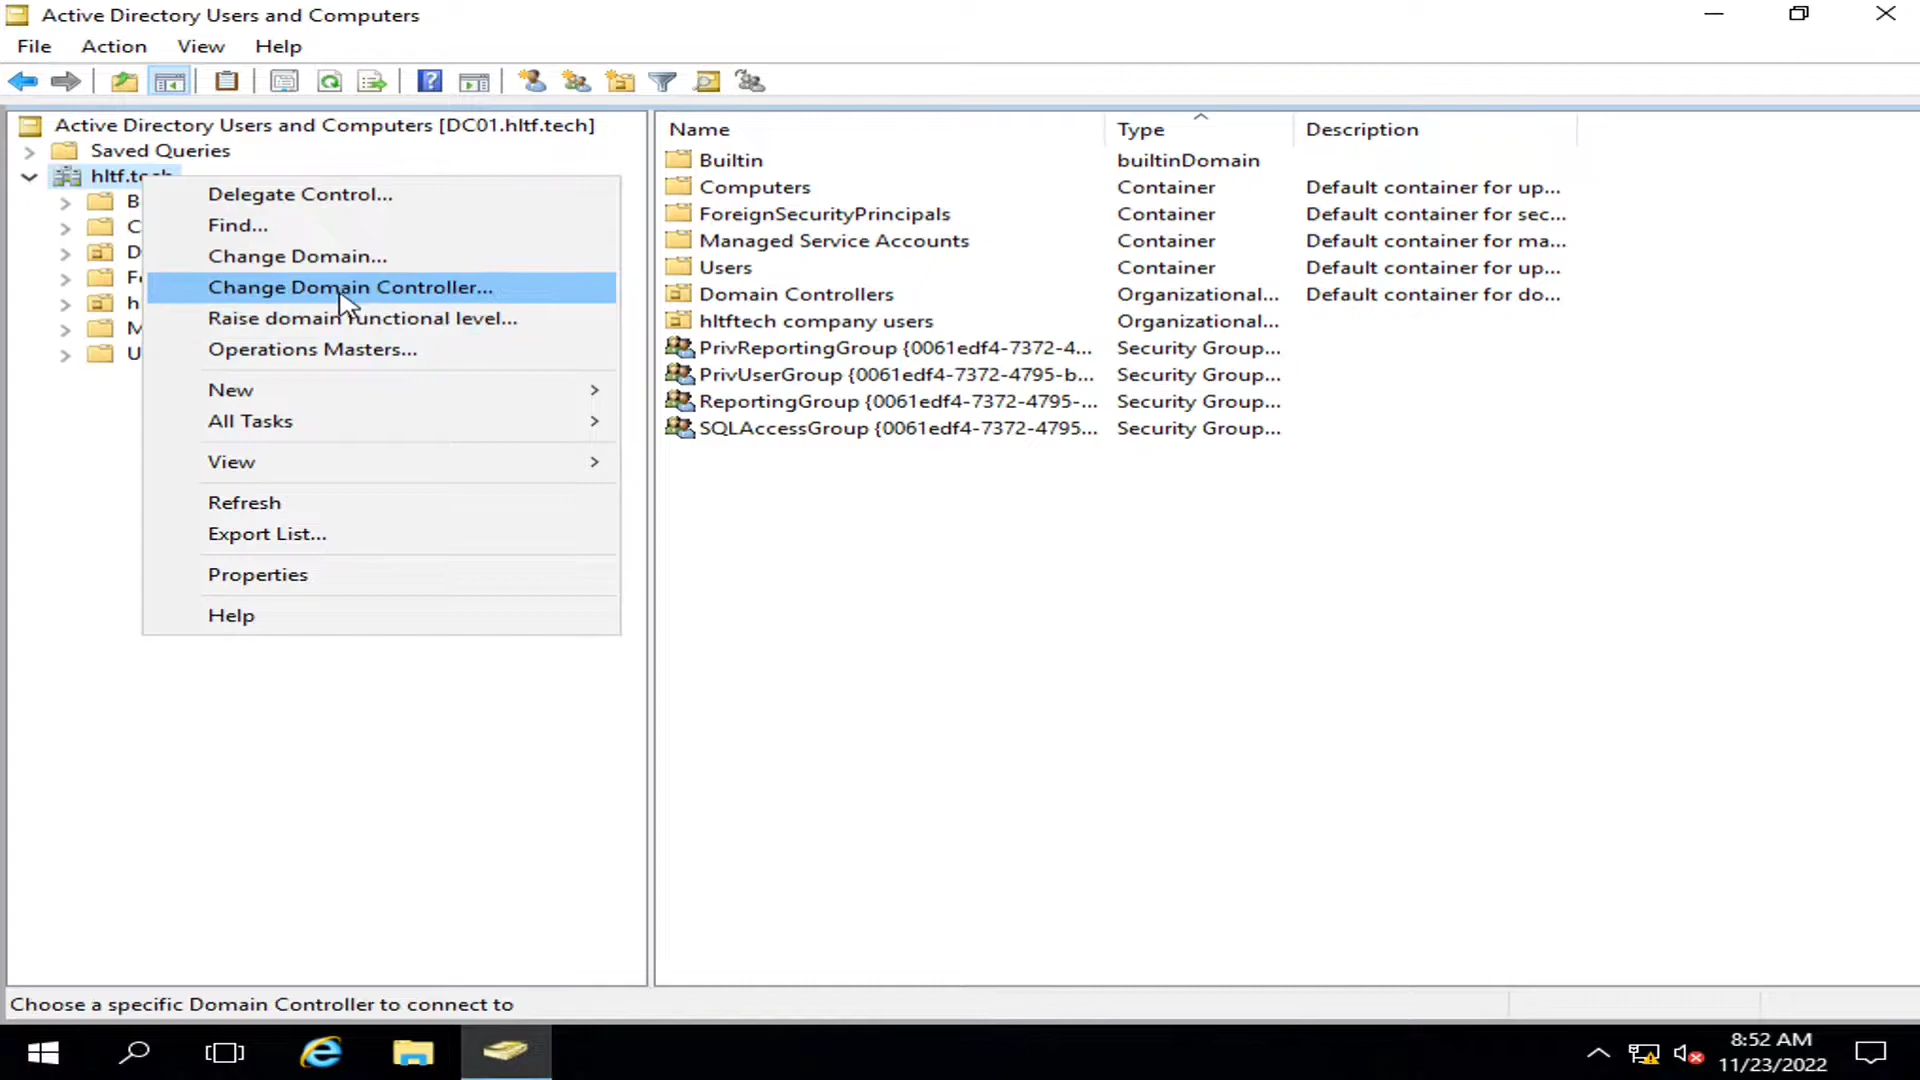 Active Directory Users and Computers
File Action View Help
Active Directory Users and Computers [DC01.hltf.tech]
Saved Queries
hltf.tech
B
C
D
F
h
M
U
Delegate Control...
Find...
Change Domain...
Change Domain Controller...
Raise domain functional level...
Operations Masters...
New
All Tasks
View
Refresh
Export List...
Properties
Help
Name Type Description
Builtin builtinDomain
Computers Container Default container for up...
ForeignSecurityPrincipals Container Default container for sec...
Managed Service Accounts Container Default container for ma...
Users Container Default container for up...
Domain Controllers Organizational... Default container for do...
hltftech company users Organizational...
PrivReportingGroup {0061edf4-7372-4... Security Group...
PrivUserGroup {0061edf4-7372-4795-b... Security Group...
ReportingGroup {0061edf4-7372-4795-... Security Group...
SQLAccessGroup {0061edf4-7372-4795... Security Group...
Choose a specific Domain Controller to connect to
8:52 AM
11/23/2022